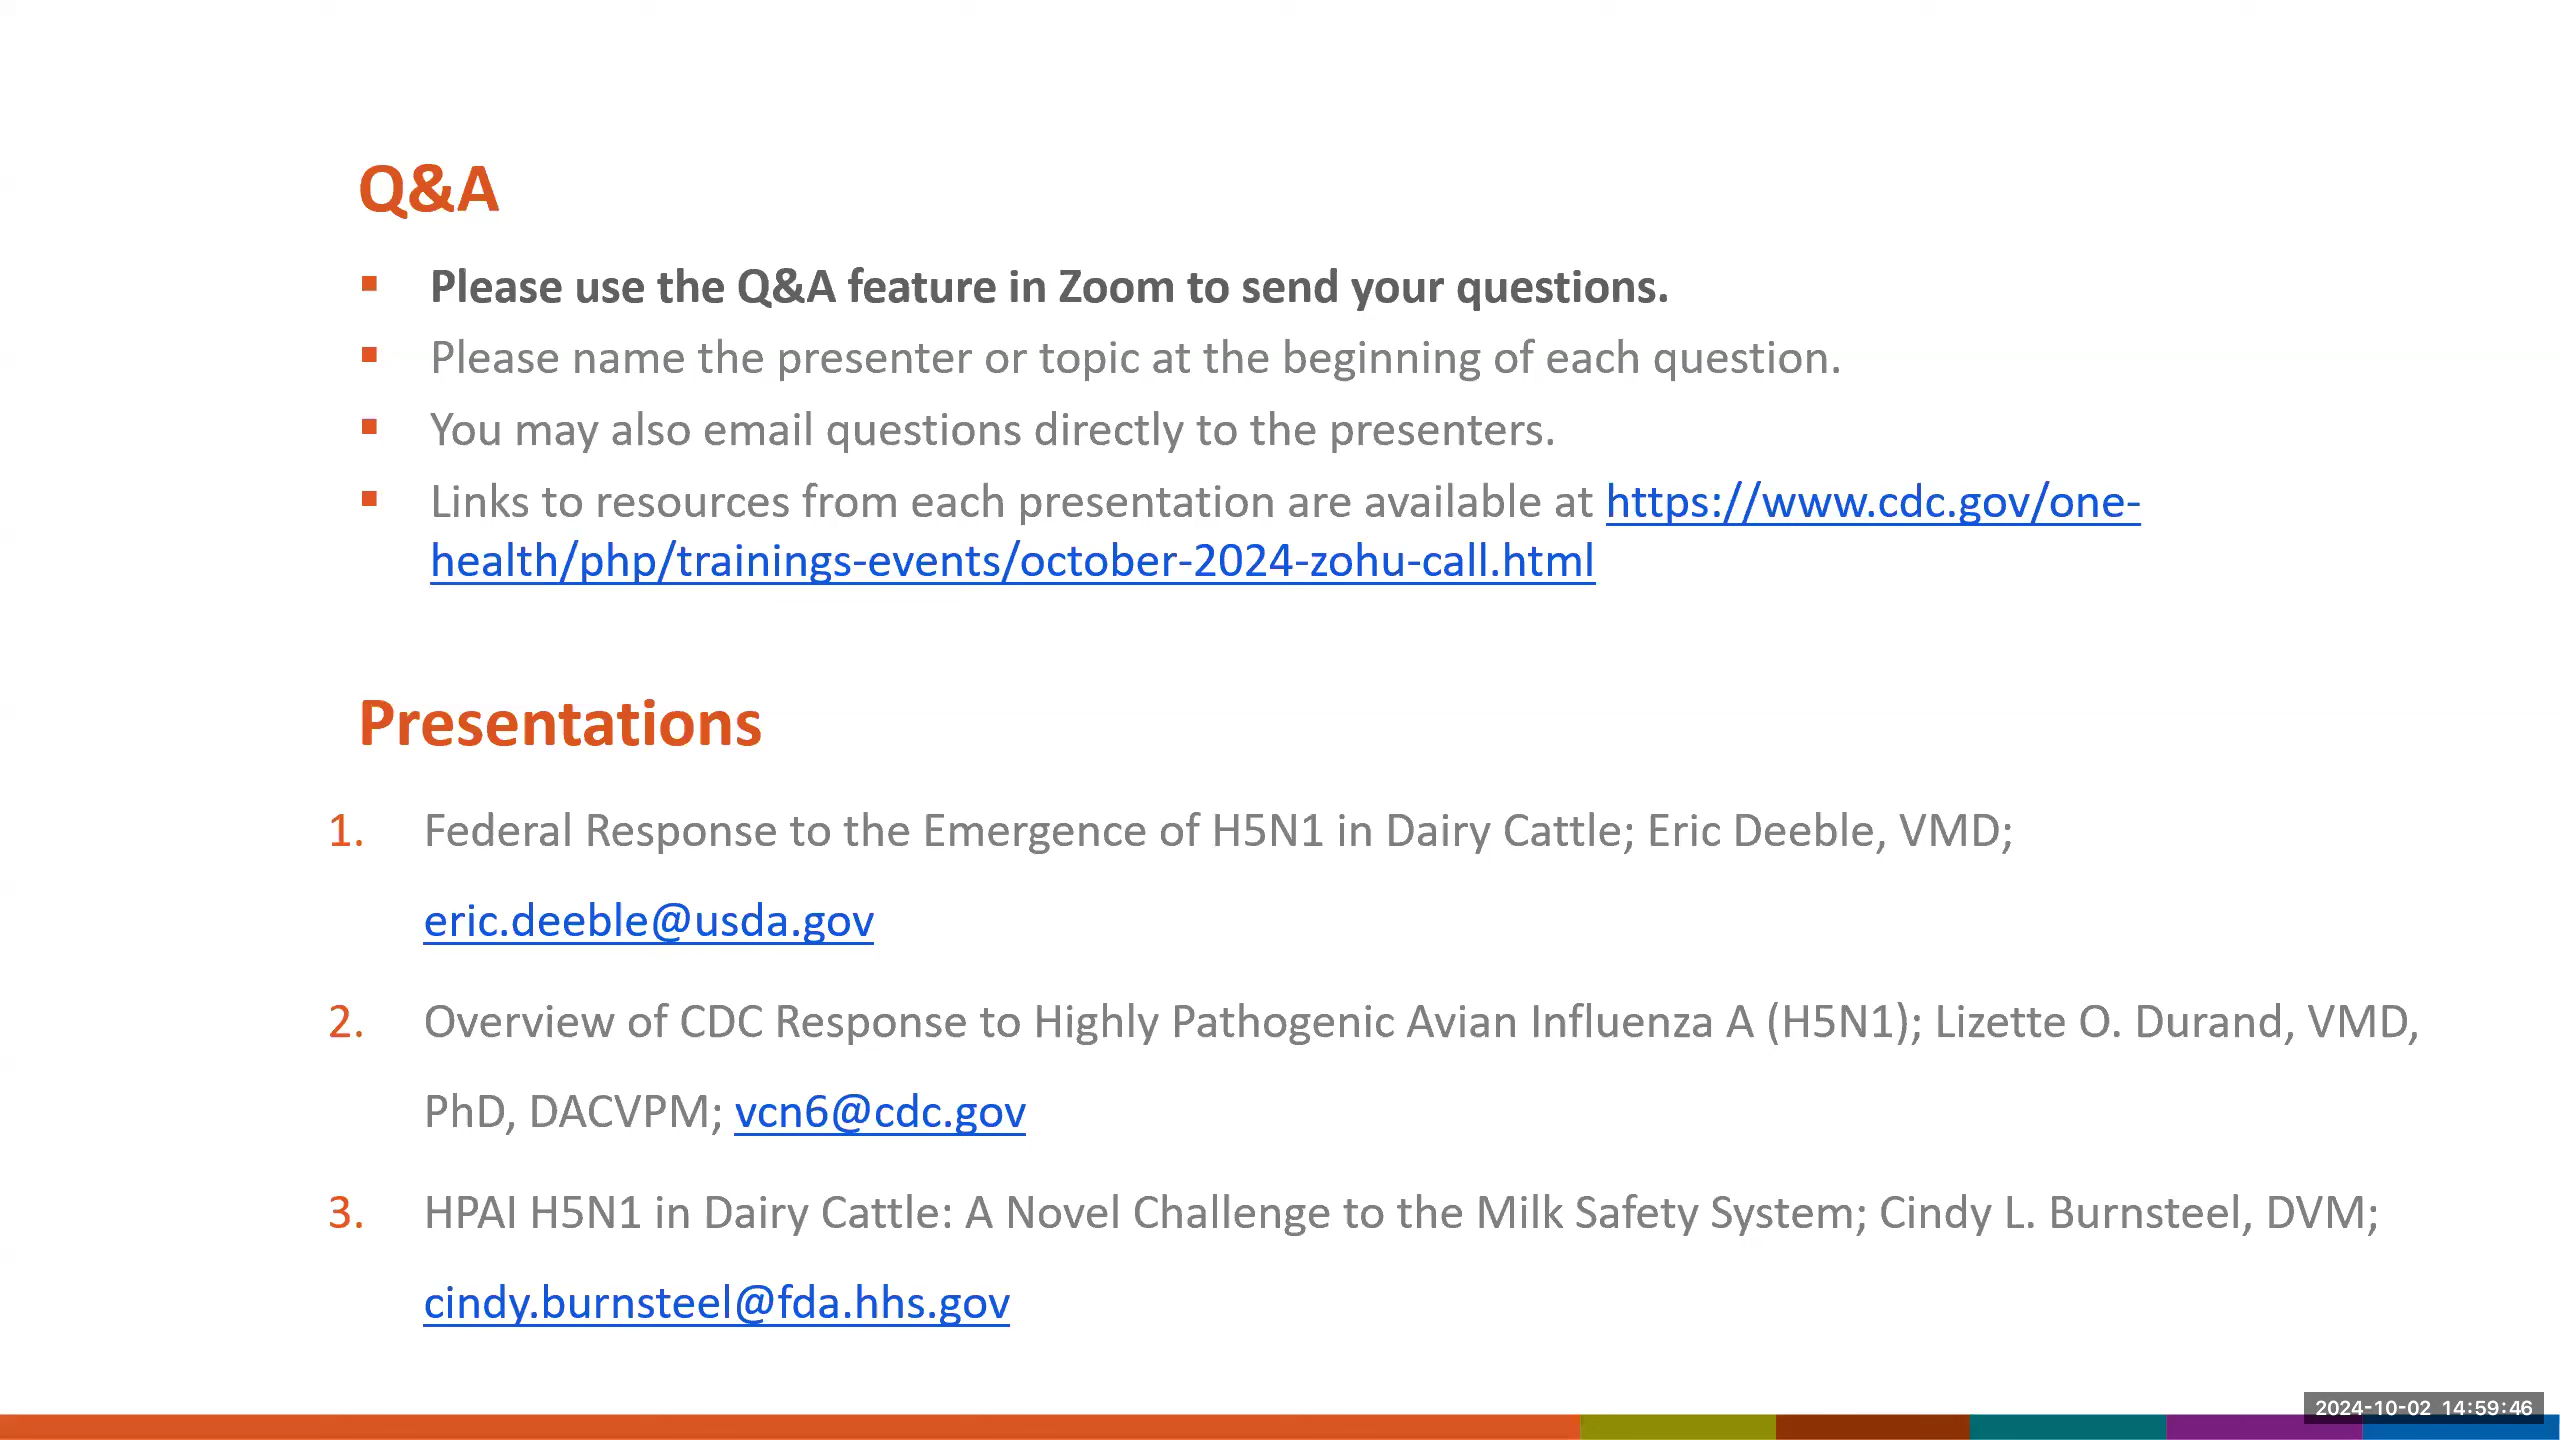 Q&A
Please use the Q&A feature in Zoom to send your questions.
Please name the presenter or topic at the beginning of each question.
You may also email questions directly to the presenters.
Links to resources from each presentation are available at https://www.cdc.gov/one-
health/php/trainings-events/october-2024-zohu-call.html
Presentations
1. Federal Response to the Emergence of H5N1 in Dairy Cattle; Eric Deeble, VMD;
eric.deeble@usda.gov
2. Overview of CDC Response to Highly Pathogenic Avian Influenza A (H5N1); Lizette O. Durand, VMD,
PhD, DACVPM; vcn6@cdc.gov
3. HPAI H5N1 in Dairy Cattle: A Novel Challenge to the Milk Safety System; Cindy L. Burnsteel, DVM;
cindy.burnsteel@fda.hhs.gov
2024-10-02 14:59:46